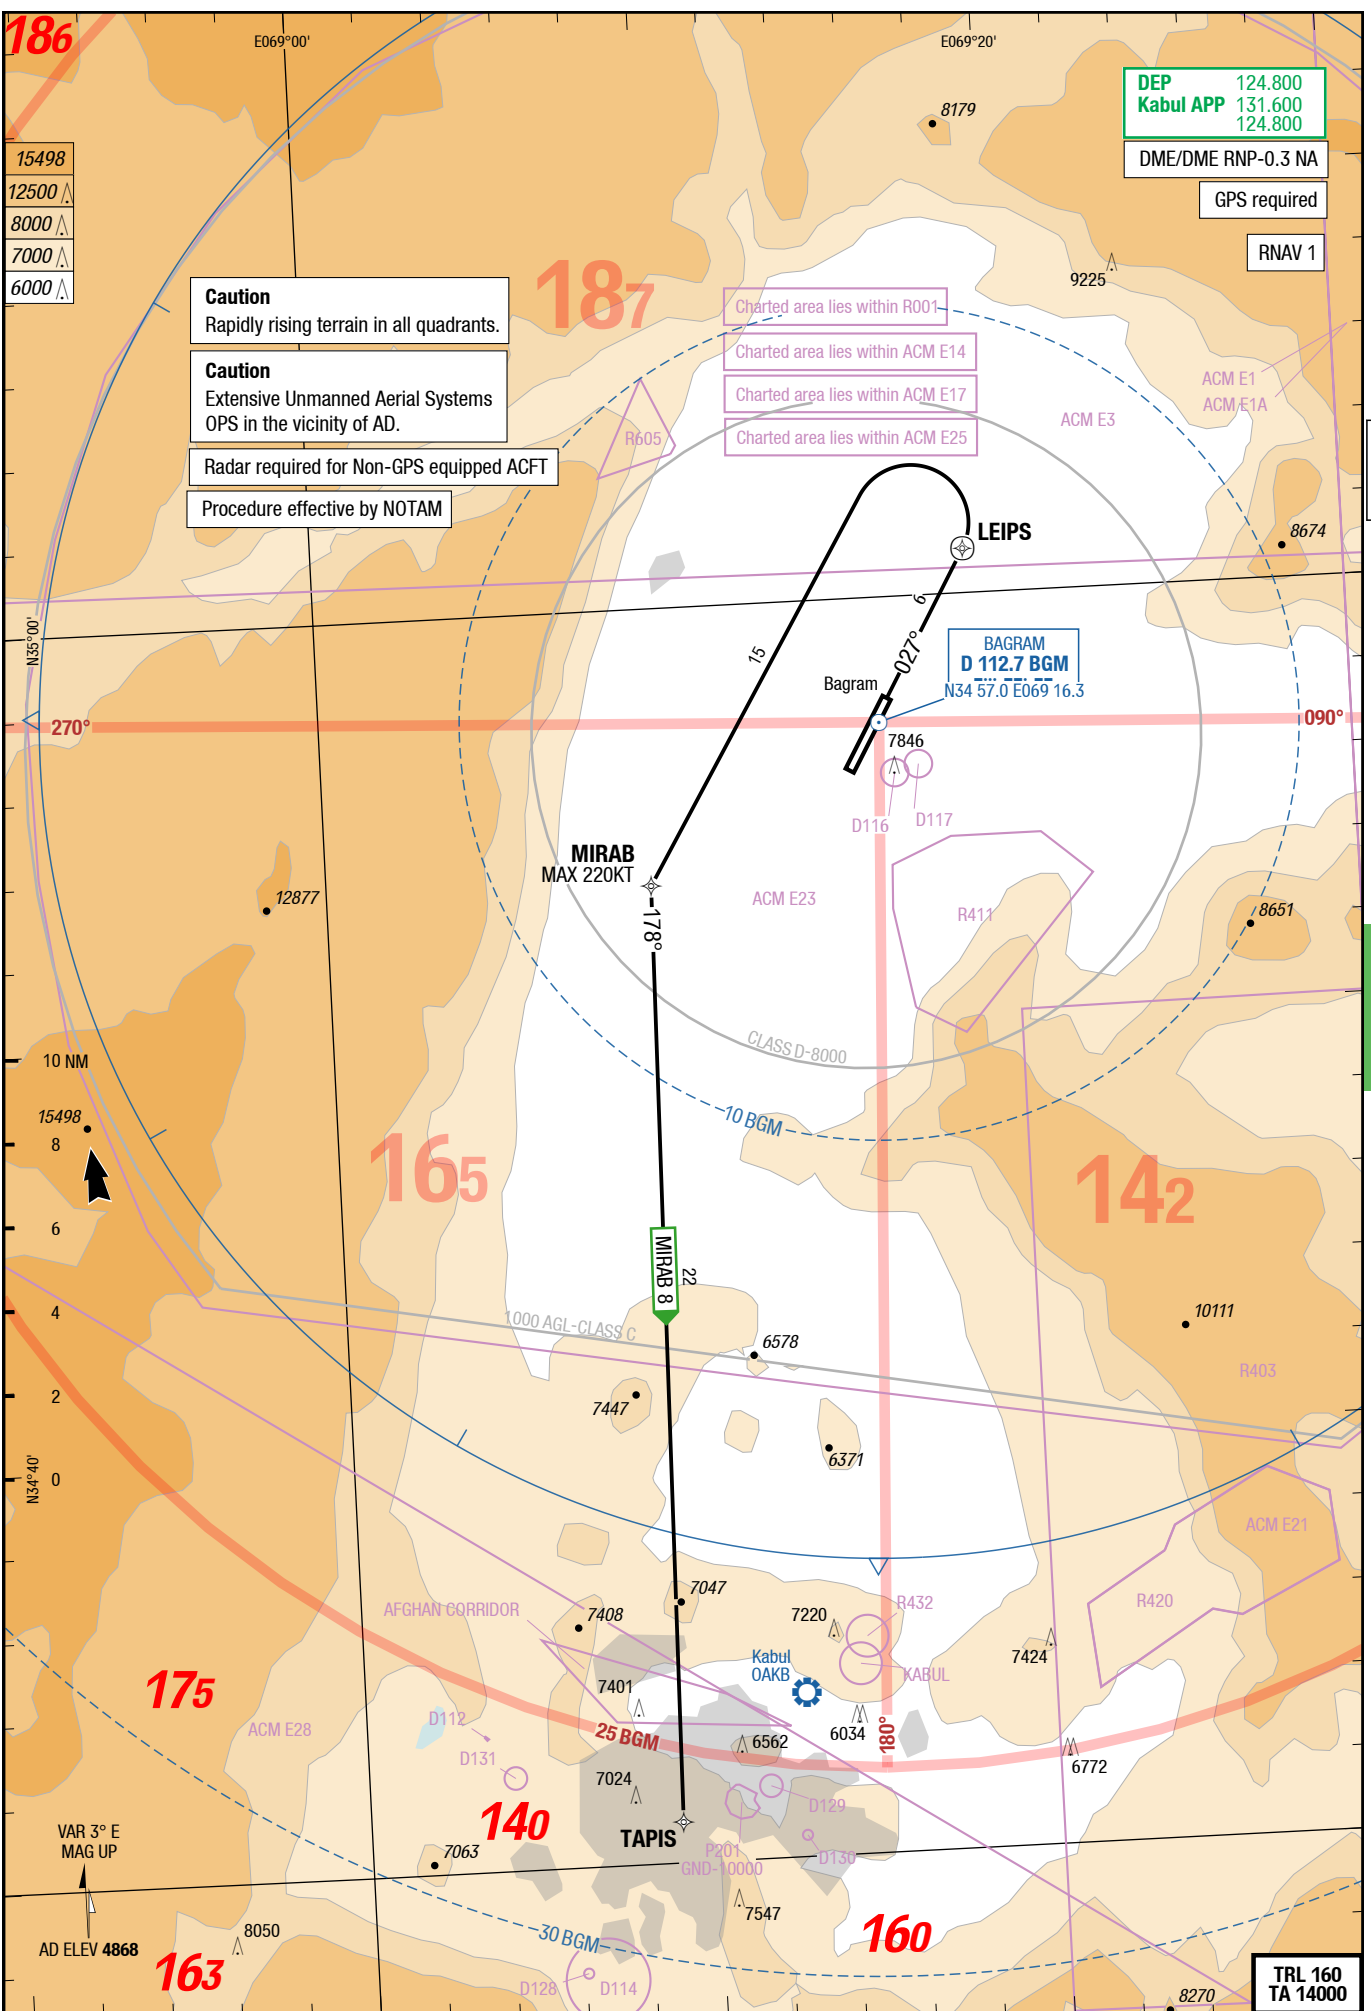 186
E069°00'
E069°20'
DEP 124.800
Kabul APP 131.600
124.800
DME/DME RNP-0.3 NA
GPS required
RNAV 1
8179
15498
12500
8000
7000
6000
9225
187
Caution
Rapidly rising terrain in all quadrants.
Caution
Extensive Unmanned Aerial Systems
OPS in the vicinity of AD.
Radar required for Non-GPS equipped ACFT
Procedure effective by NOTAM
Charted area lies within R001
Charted area lies within ACM E14
Charted area lies within ACM E17
Charted area lies within ACM E25
ACM E1
ACM E1A
ACM E3
R605
LEIPS
8674
N35°00'
6
027°
15
BAGRAM
D 112.7 BGM
N34 57.0 E069 16.3
Bagram
270°
090°
7846
D116
D117
MIRAB
MAX 220KT
178°
12877
ACM E23
R411
8651
CLASS D-8000
10 NM
15498
8
6
4
2
0
10 BGM
165
142
MIRAB 8
22
1000 AGL-CLASS C
6578
7447
6371
10111
R403
N34°40'
ACM E21
R420
AFGHAN CORRIDOR
7408
7047
7220
R432
Kabul
OAKB
KABUL
7424
7401
6034
180°
175
ACM E28
D112
D131
25 BGM
6562
6772
7024
140
TAPIS
D129
D130
P201
GND-10000
VAR 3° E
MAG UP
7063
7547
AD ELEV 4868
8050
163
30 BGM
160
D128
D114
8270
TRL 160
TA 14000